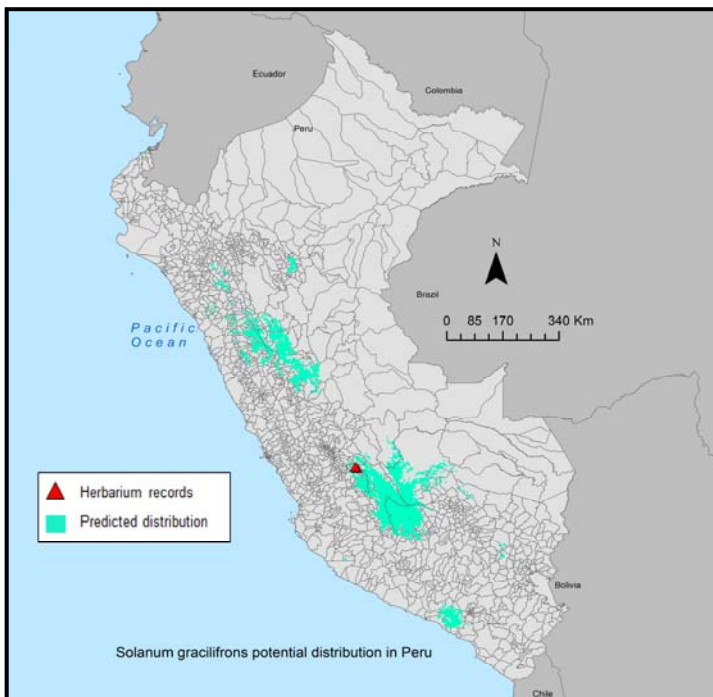 Ecuador
Colombia
Peru
N
Brazil
0 85 170 340 Km
Pacific
Ocean
Herbarium records
Predicted distribution
Bolivia
Solanum gracilifrons potential distribution in Peru
Chile